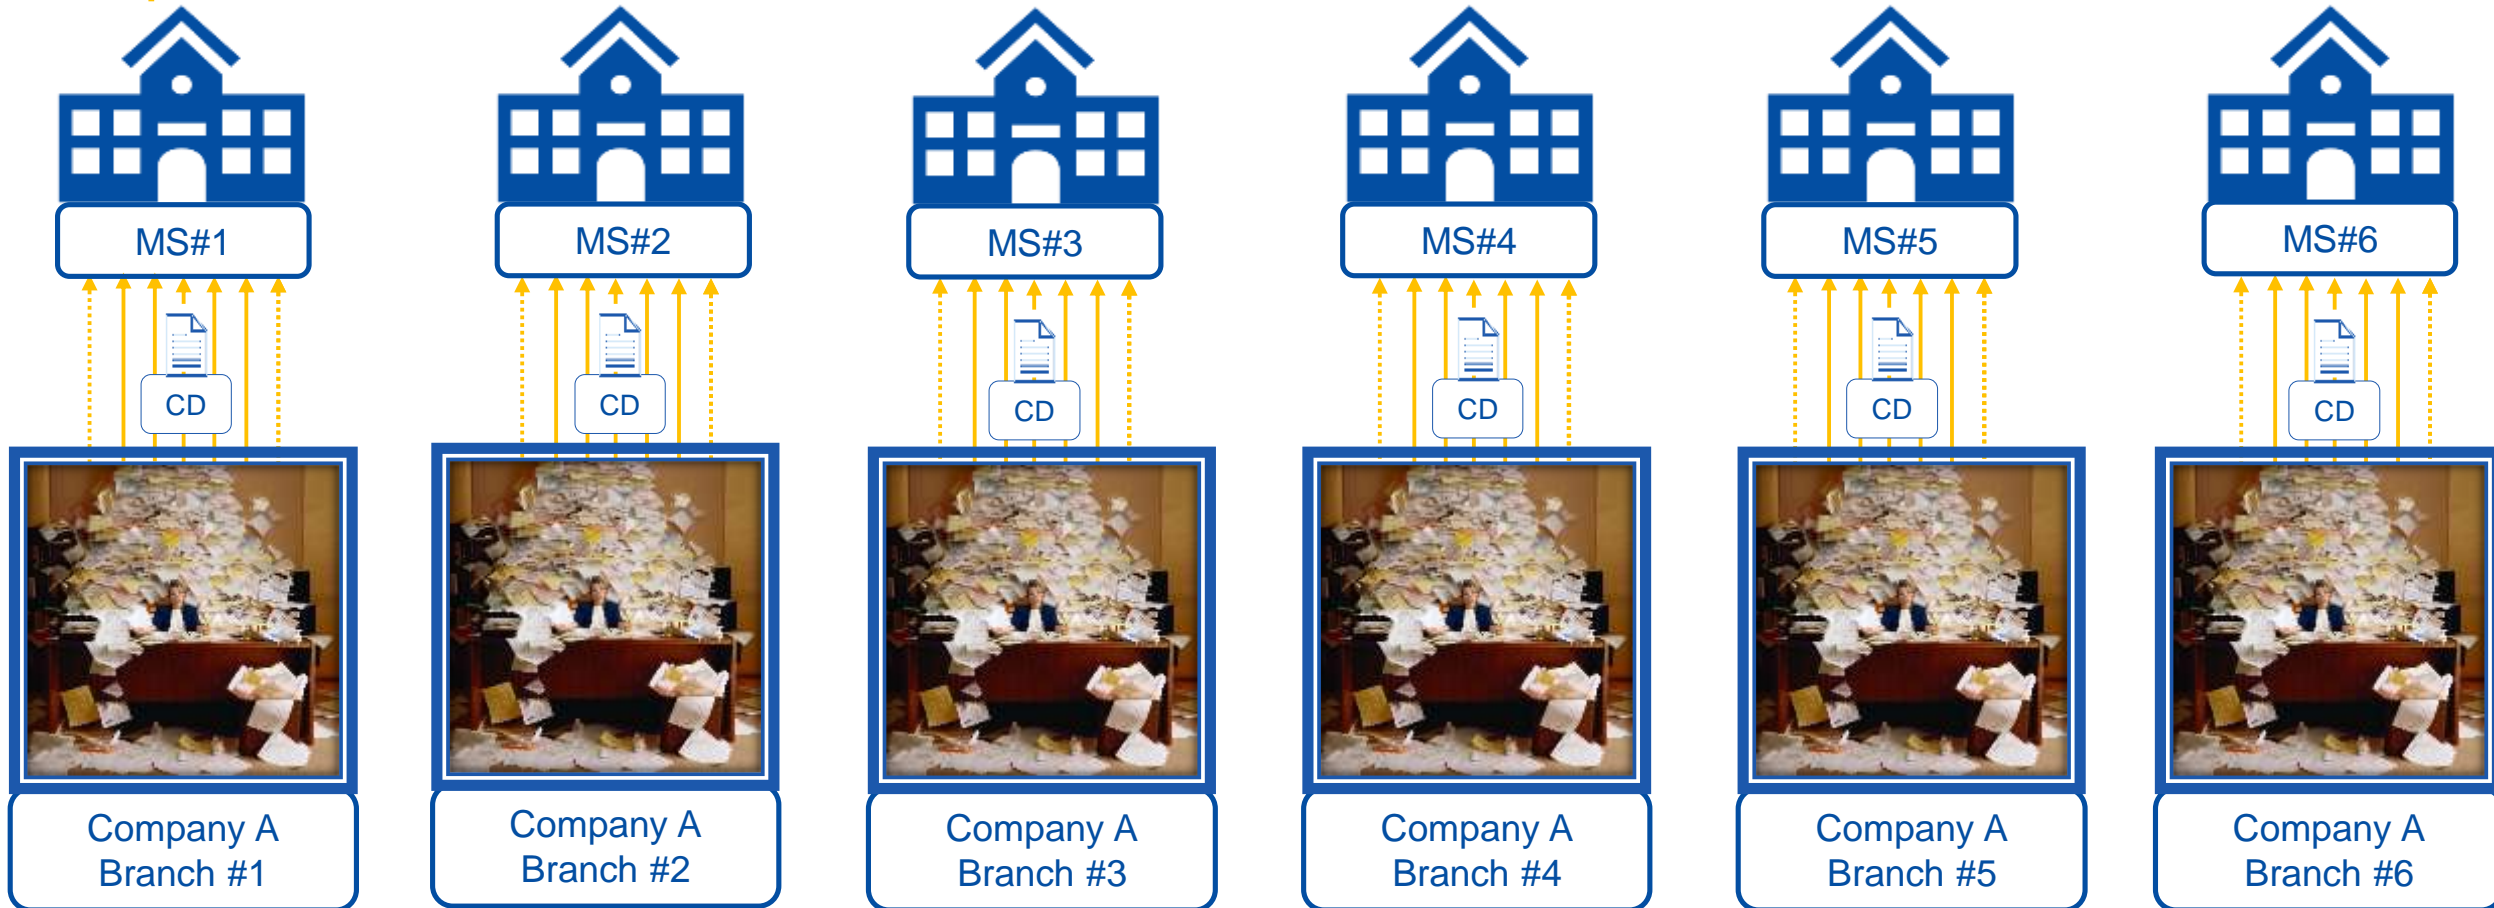 MS#1
MS#2
MS#3
MS#4
MS#5
MS#6
CD
CD
CD
CD
CD
CD
Company A
Branch #1
Company A
Branch #2
Company A
Branch #3
Company A
Branch #4
Company A
Branch #5
Company A
Branch #6